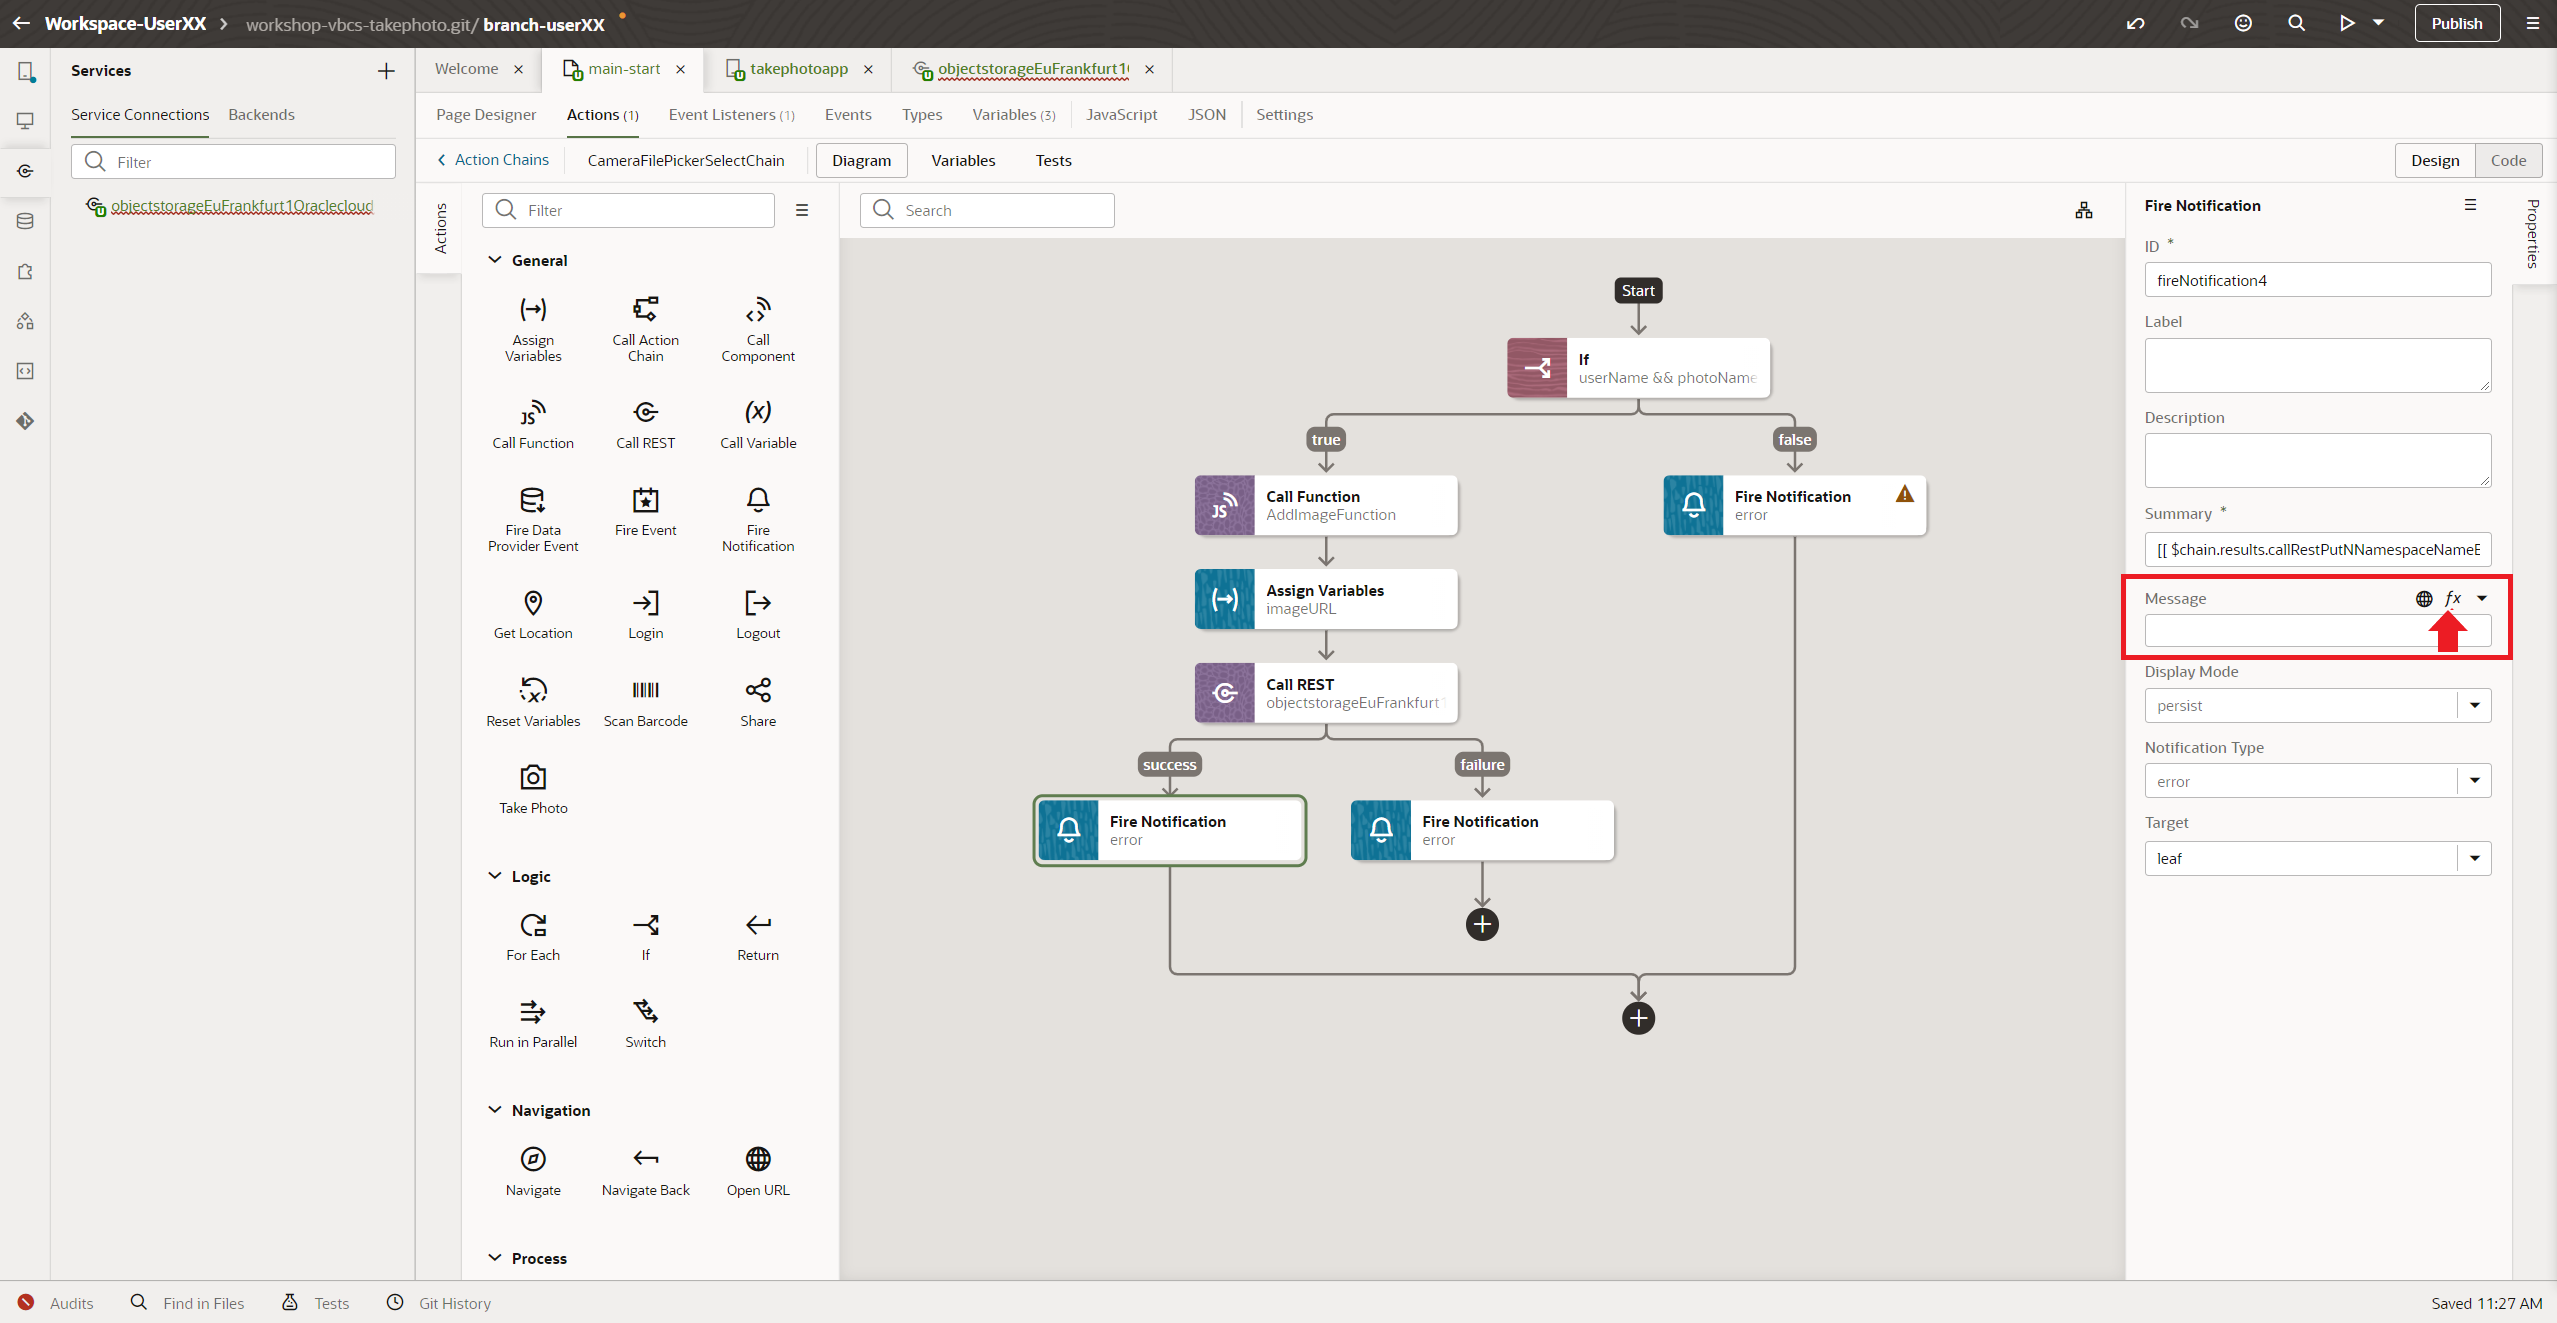 Workspace-UserXX > workshop-vbcs-takephoto.git/ branch-userXX
Publish
Services
Service Connections Backends
Filter
objectstorageEuFrankfurt1Oraclecloud
Welcome × main-start × takephotoapp × objectstorageEuFrankfurt1 ×
Page Designer Actions (1) Event Listeners (1) Events Types Variables (3) JavaScript JSON Settings
Action Chains CameraFilePickerSelectChain Diagram Variables Tests
Design Code
Actions
Filter
General
Assign Variables
Call Action Chain
Call Component
Call Function
Call REST
Call Variable
Fire Data Provider Event
Fire Event
Fire Notification
Get Location
Login
Logout
Reset Variables
Scan Barcode
Share
Take Photo
Logic
For Each
If
Return
Run in Parallel
Switch
Navigation
Navigate
Navigate Back
Open URL
Process
Search
Start
If
userName && photoName
true
false
JS
Call Function
AddImageFunction
Fire Notification
error
Assign Variables
imageURL
Call REST
objectstorageEuFrankfurt1
success
failure
Fire Notification
error
Fire Notification
error
Fire Notification
Properties
ID *
fireNotification4
Label
Description
Summary *
[[ $chain.results.callRestPutNNamespaceNameE
Message
fx
Display Mode
persist
Notification Type
error
Target
leaf
Audits Find in Files Tests Git History
Saved 11:27 AM